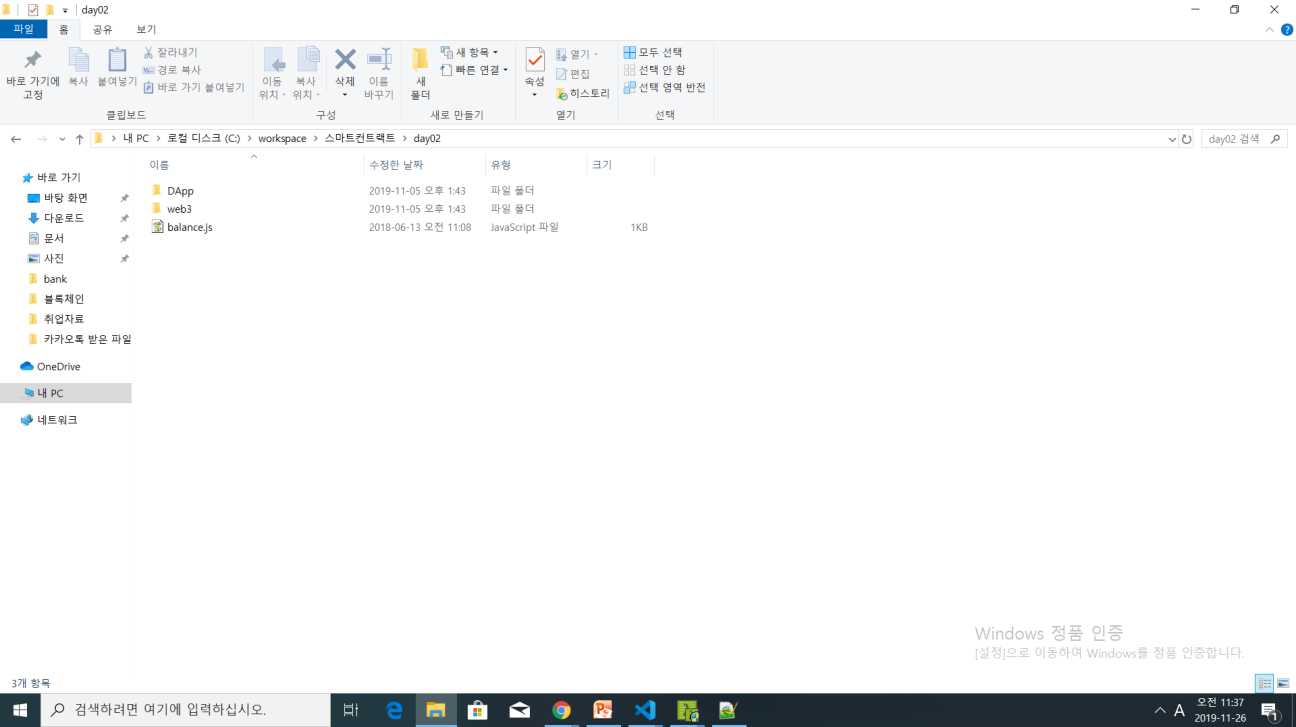 day02
파일 홈 공유 보기
바로 가기에 고정
복사
붙여넣기
잘라내기
경로 복사
바로 가기 붙여넣기
클립보드
이동 위치
복사 위치
삭제
이름 바꾸기
구성
새 폴더
새 항목
빠른 연결
새로 만들기
속성
열기
편집
히스토리
열기
모두 선택
선택 안 함
선택 영역 반전
선택
내 PC > 로컬 디스크 (C:) > workspace > 스마트컨트랙트 > day02
day02 검색
이름 수정한 날짜 유형 크기
DApp 2019-11-05 오후 1:43 파일 폴더
web3 2019-11-05 오후 1:43 파일 폴더
balance.js 2018-06-13 오전 11:08 JavaScript 파일 1KB
바로 가기
바탕 화면
다운로드
문서
사진
bank
블록체인
취업자료
카카오톡 받은 파일
OneDrive
내 PC
네트워크
Windows 정품 인증
[설정]으로 이동하여 Windows를 정품 인증합니다.
3개 항목
검색하려면 여기에 입력하십시오.
A
오전 11:37
2019-11-26
1